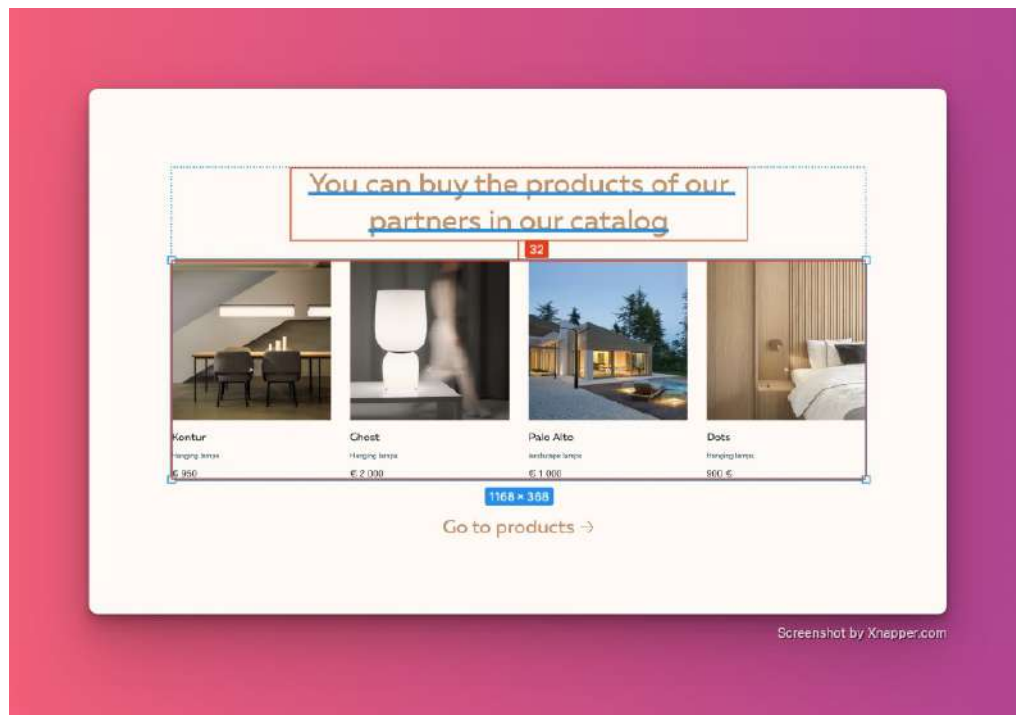 You can buy the products of our
partners in our catalog
32
Kontur
Hanging lamps
€ 950
Ghost
Hanging lamps
€ 2 000
Palo Alto
landscape lamps
€ 1 000
Dots
Hanging lamps
900 €
1168 × 368
Go to products →
Screenshot by Xnapper.com